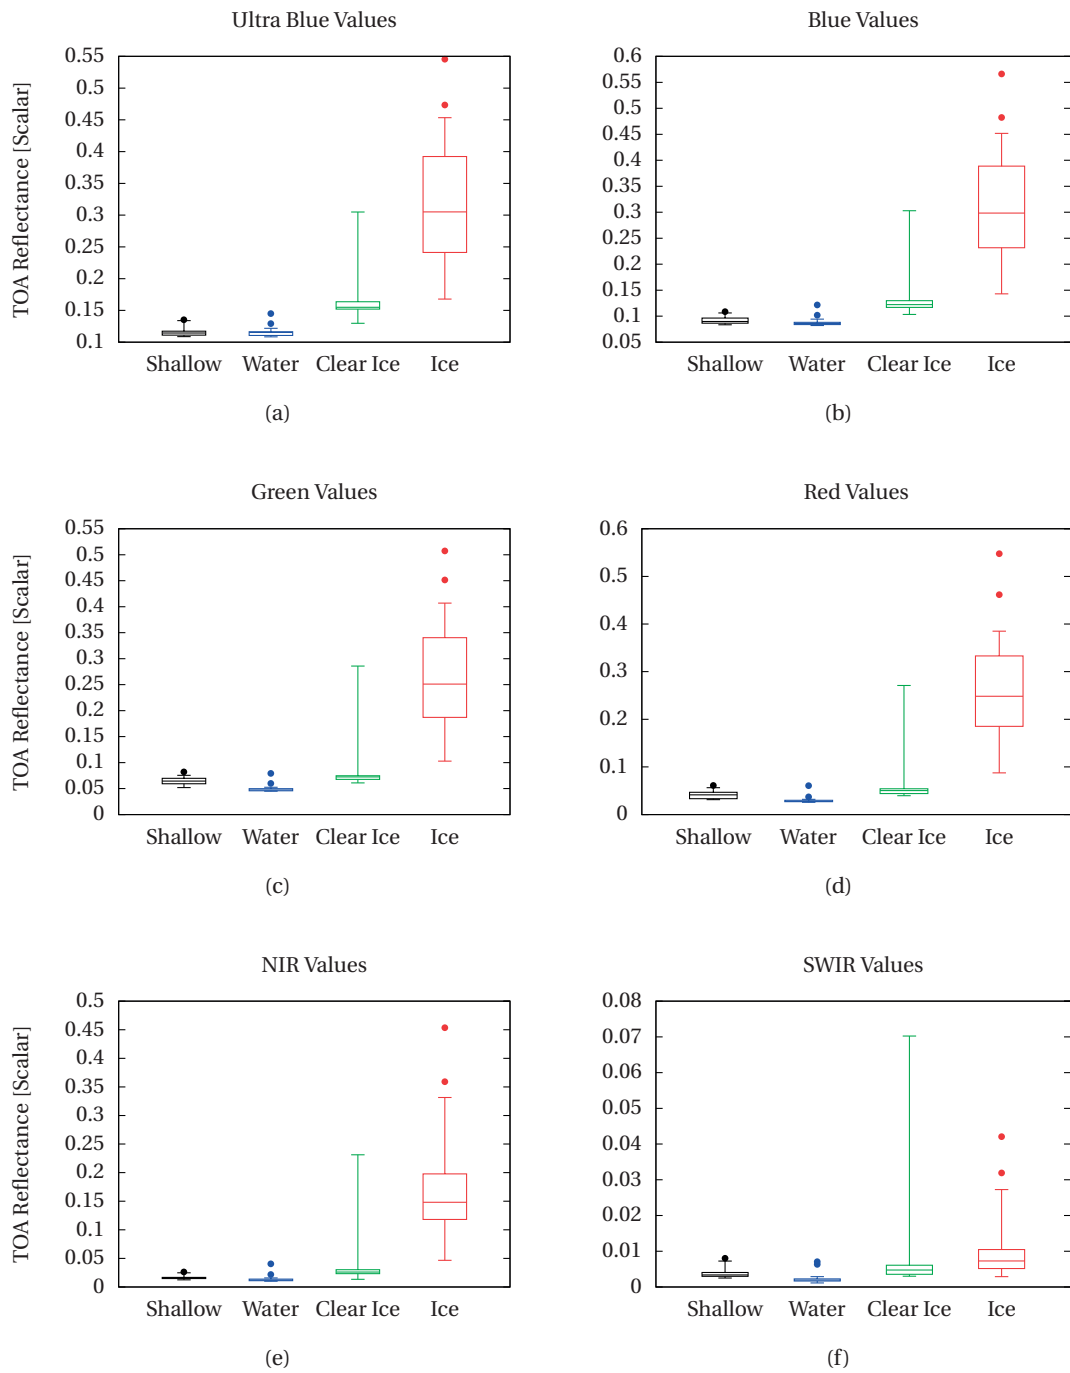 Ultra Blue Values
TOA Reflectance [Scalar]
0.55
0.5
0.45
0.4
0.35
0.3
0.25
0.2
0.15
0.1
Shallow Water Clear Ice Ice
(a)
Blue Values
0.6
0.55
0.5
0.45
0.4
0.35
0.3
0.25
0.2
0.15
0.1
0.05
Shallow Water Clear Ice Ice
(b)
Green Values
TOA Reflectance [Scalar]
0.55
0.5
0.45
0.4
0.35
0.3
0.25
0.2
0.15
0.1
0.05
0
Shallow Water Clear Ice Ice
(c)
Red Values
0.6
0.5
0.4
0.3
0.2
0.1
0
Shallow Water Clear Ice Ice
(d)
NIR Values
TOA Reflectance [Scalar]
0.5
0.45
0.4
0.35
0.3
0.25
0.2
0.15
0.1
0.05
0
Shallow Water Clear Ice Ice
(e)
SWIR Values
0.08
0.07
0.06
0.05
0.04
0.03
0.02
0.01
0
Shallow Water Clear Ice Ice
(f)